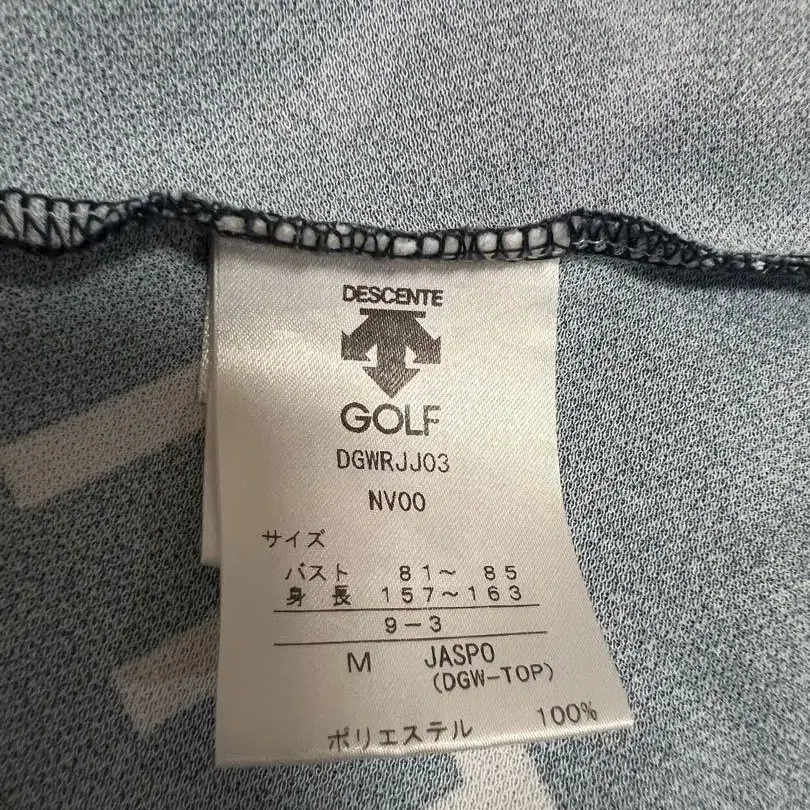 DESCENTE
GOLF
DGWRJJ03
NV00
サイズ
バスト 81～85
身長 157～163
9-3
M JASPO
(DGW-TOP)
ポリエステル 100%